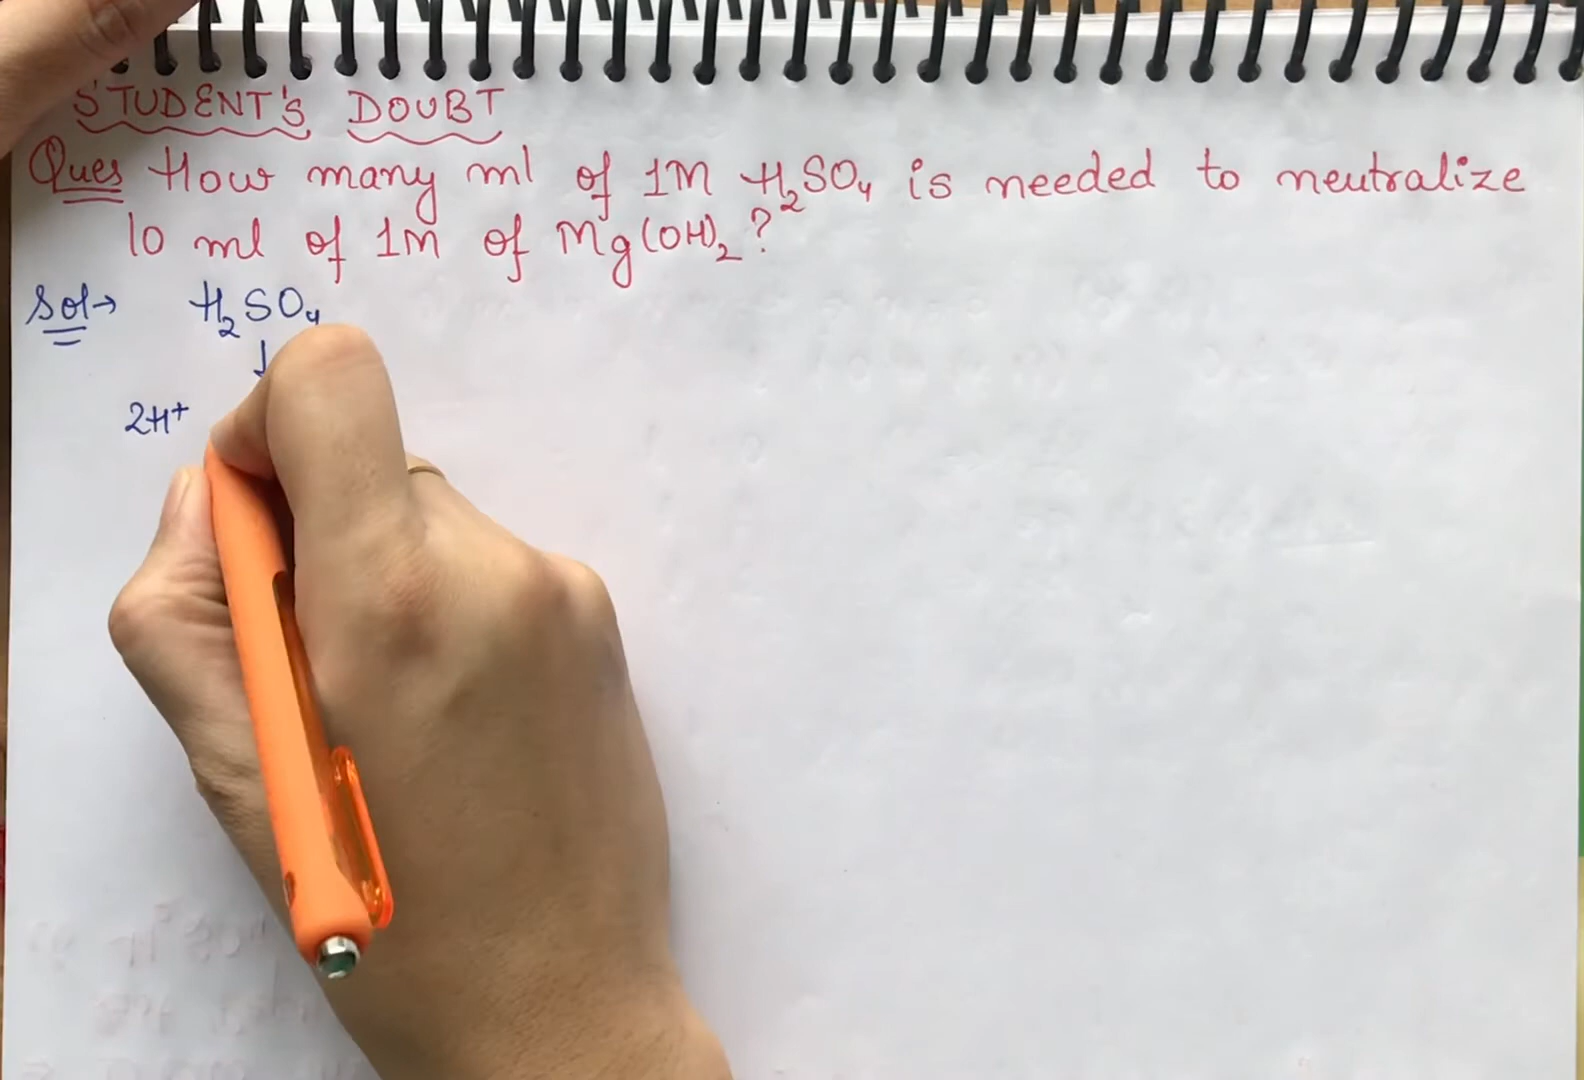 STUDENT'S DOUBT
Ques How many ml of 1M H₂SO₄ is needed to neutralize
10 ml of 1M of Mg(OH)₂?
Sol→ H₂SO₄
↓
2H⁺